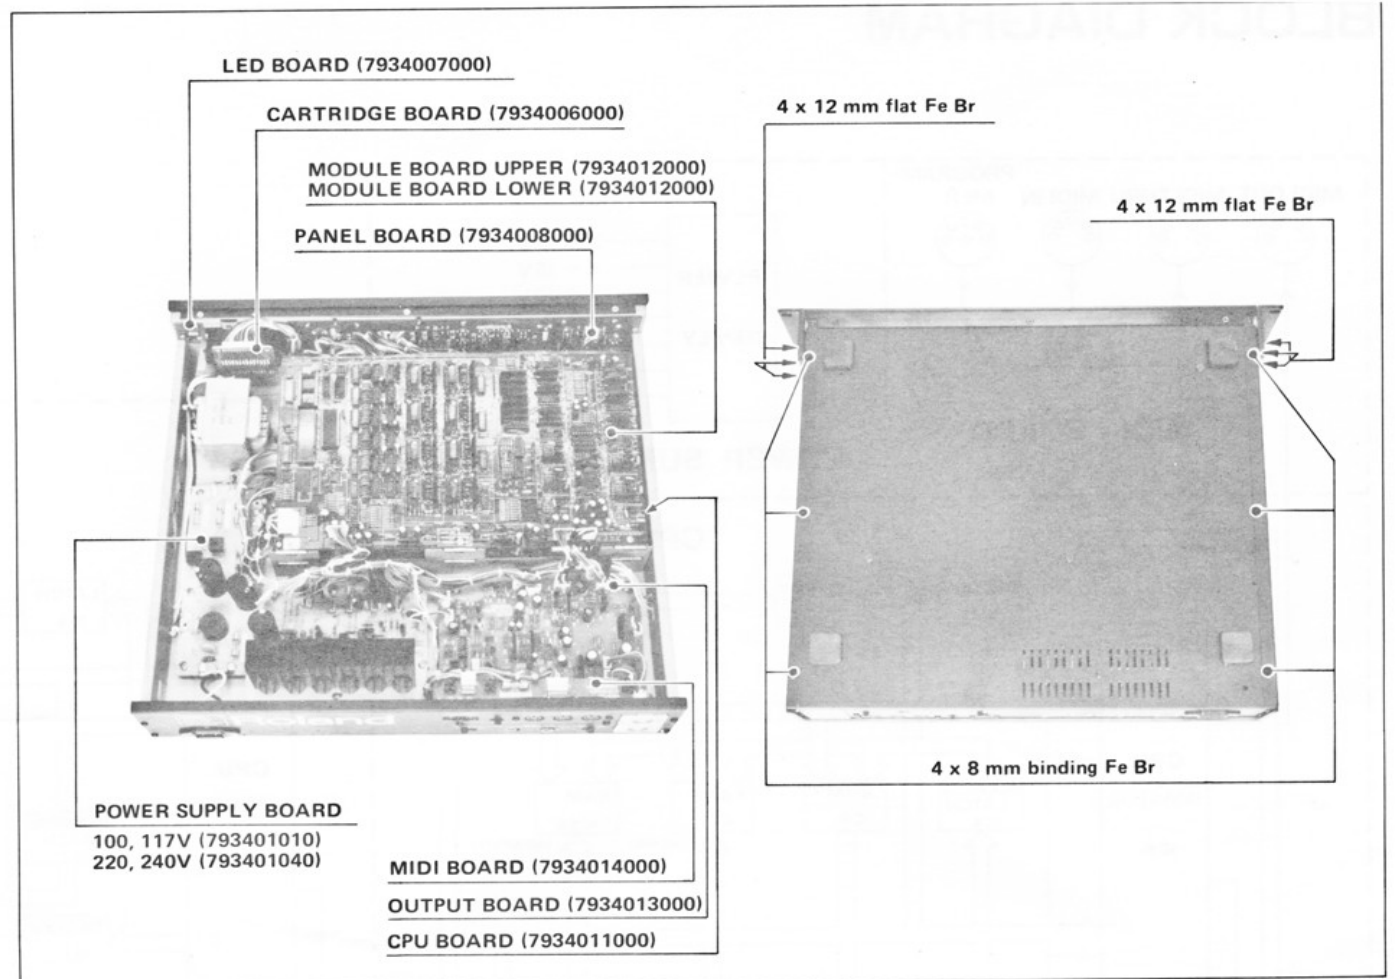 LED BOARD (7934007000)
CARTRIDGE BOARD (7934006000)
MODULE BOARD UPPER (7934012000)
MODULE BOARD LOWER (7934012000)
PANEL BOARD (7934008000)
4 x 12 mm flat Fe Br
4 x 12 mm flat Fe Br
Roland
4 x 8 mm binding Fe Br
POWER SUPPLY BOARD
100, 117V (793401010)
220, 240V (793401040)
MIDI BOARD (7934014000)
OUTPUT BOARD (7934013000)
CPU BOARD (7934011000)